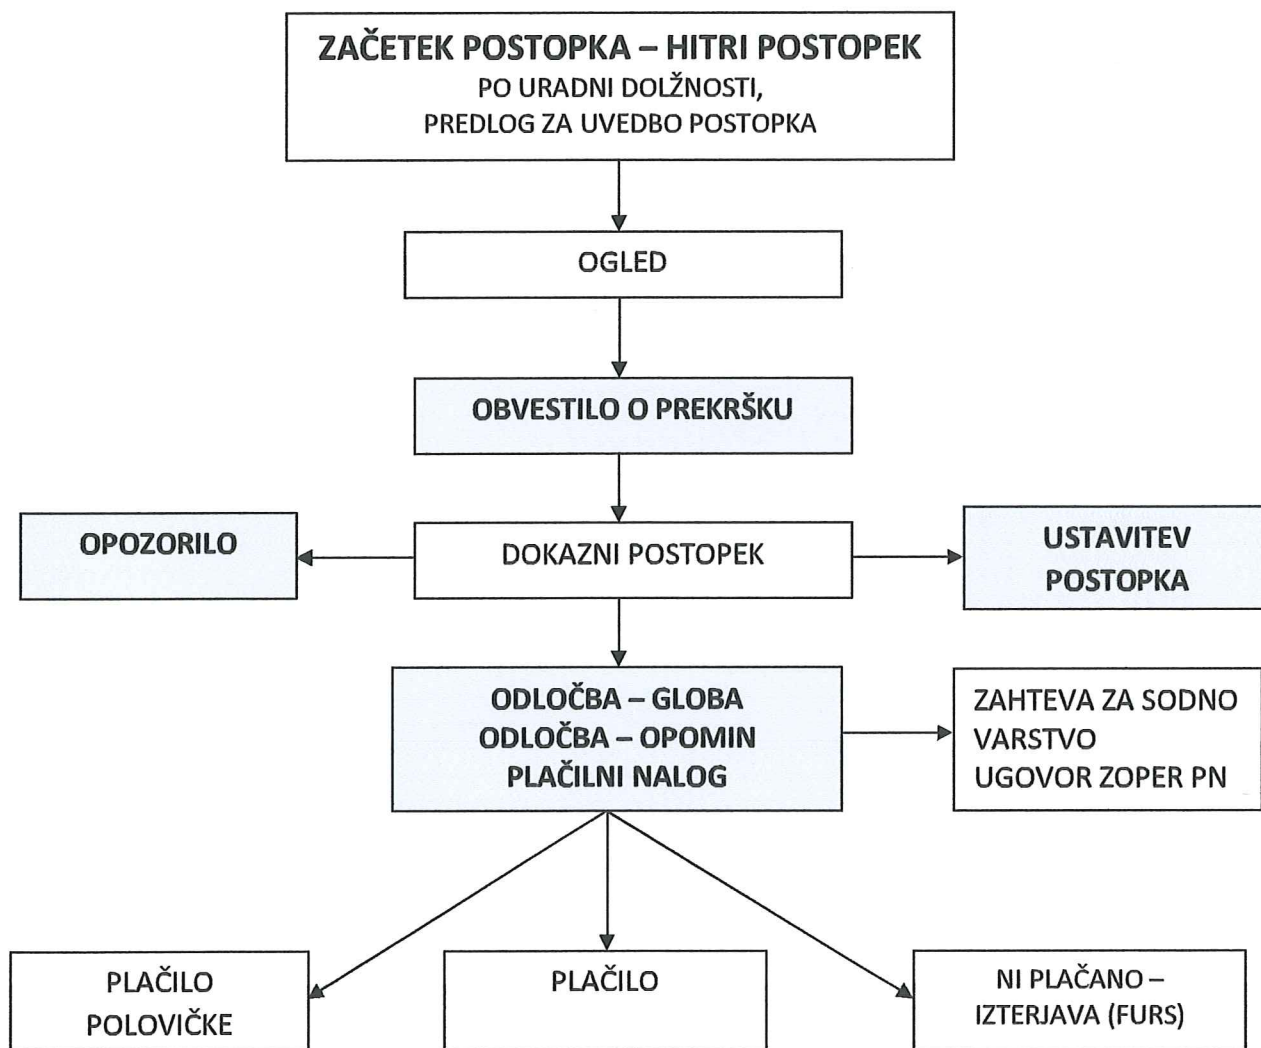 ZAČETEK POSTOPKA – HITRI POSTOPEK
PO URADNI DOLŽNOSTI,
PREDLOG ZA UVEDBO POSTOPKA
OGLED
OBVESTILO O PREKRŠKU
OPOZORILO
DOKAZNI POSTOPEK
USTAVITEV
POSTOPKA
ODLOČBA – GLOBA
ODLOČBA – OPOMIN
PLAČILNI NALOG
ZAHTEVA ZA SODNO
VARSTVO
UGOVOR ZOPER PN
PLAČILO
POLOVIČKE
PLAČILO
NI PLAČANO –
IZTERJAVA (FURS)